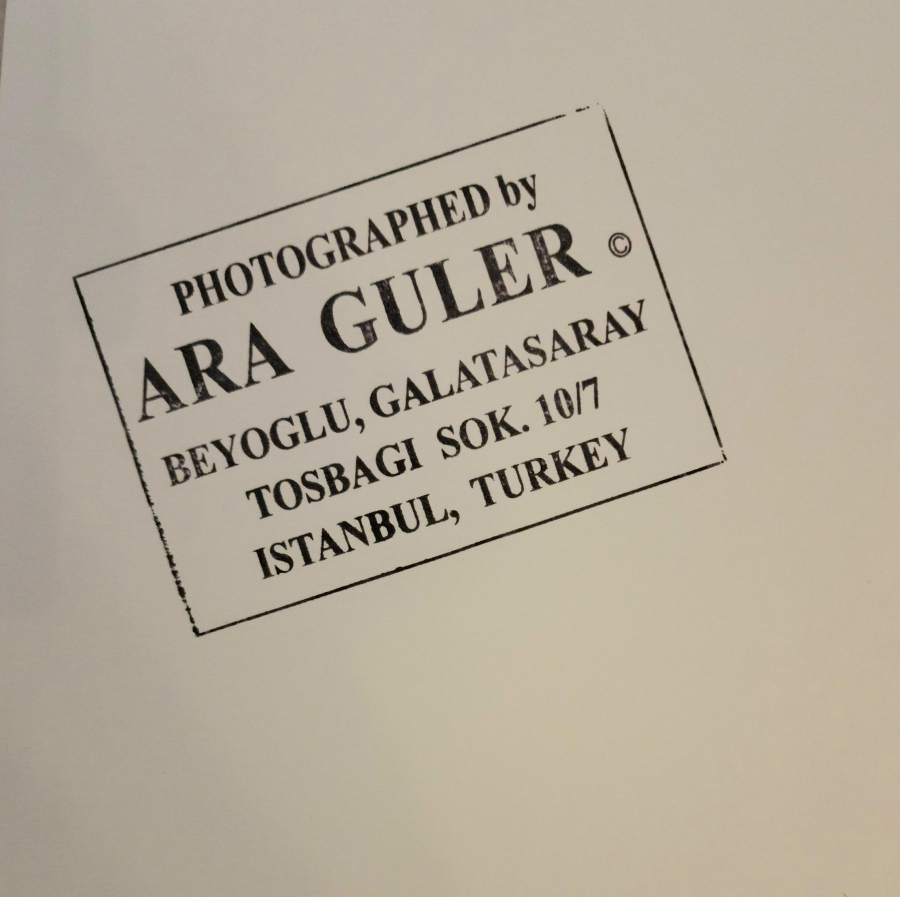 PHOTOGRAPHED by
ARA GULER ©
BEYOGLU, GALATASARAY
TOSBAGI SOK. 10/7
ISTANBUL, TURKEY